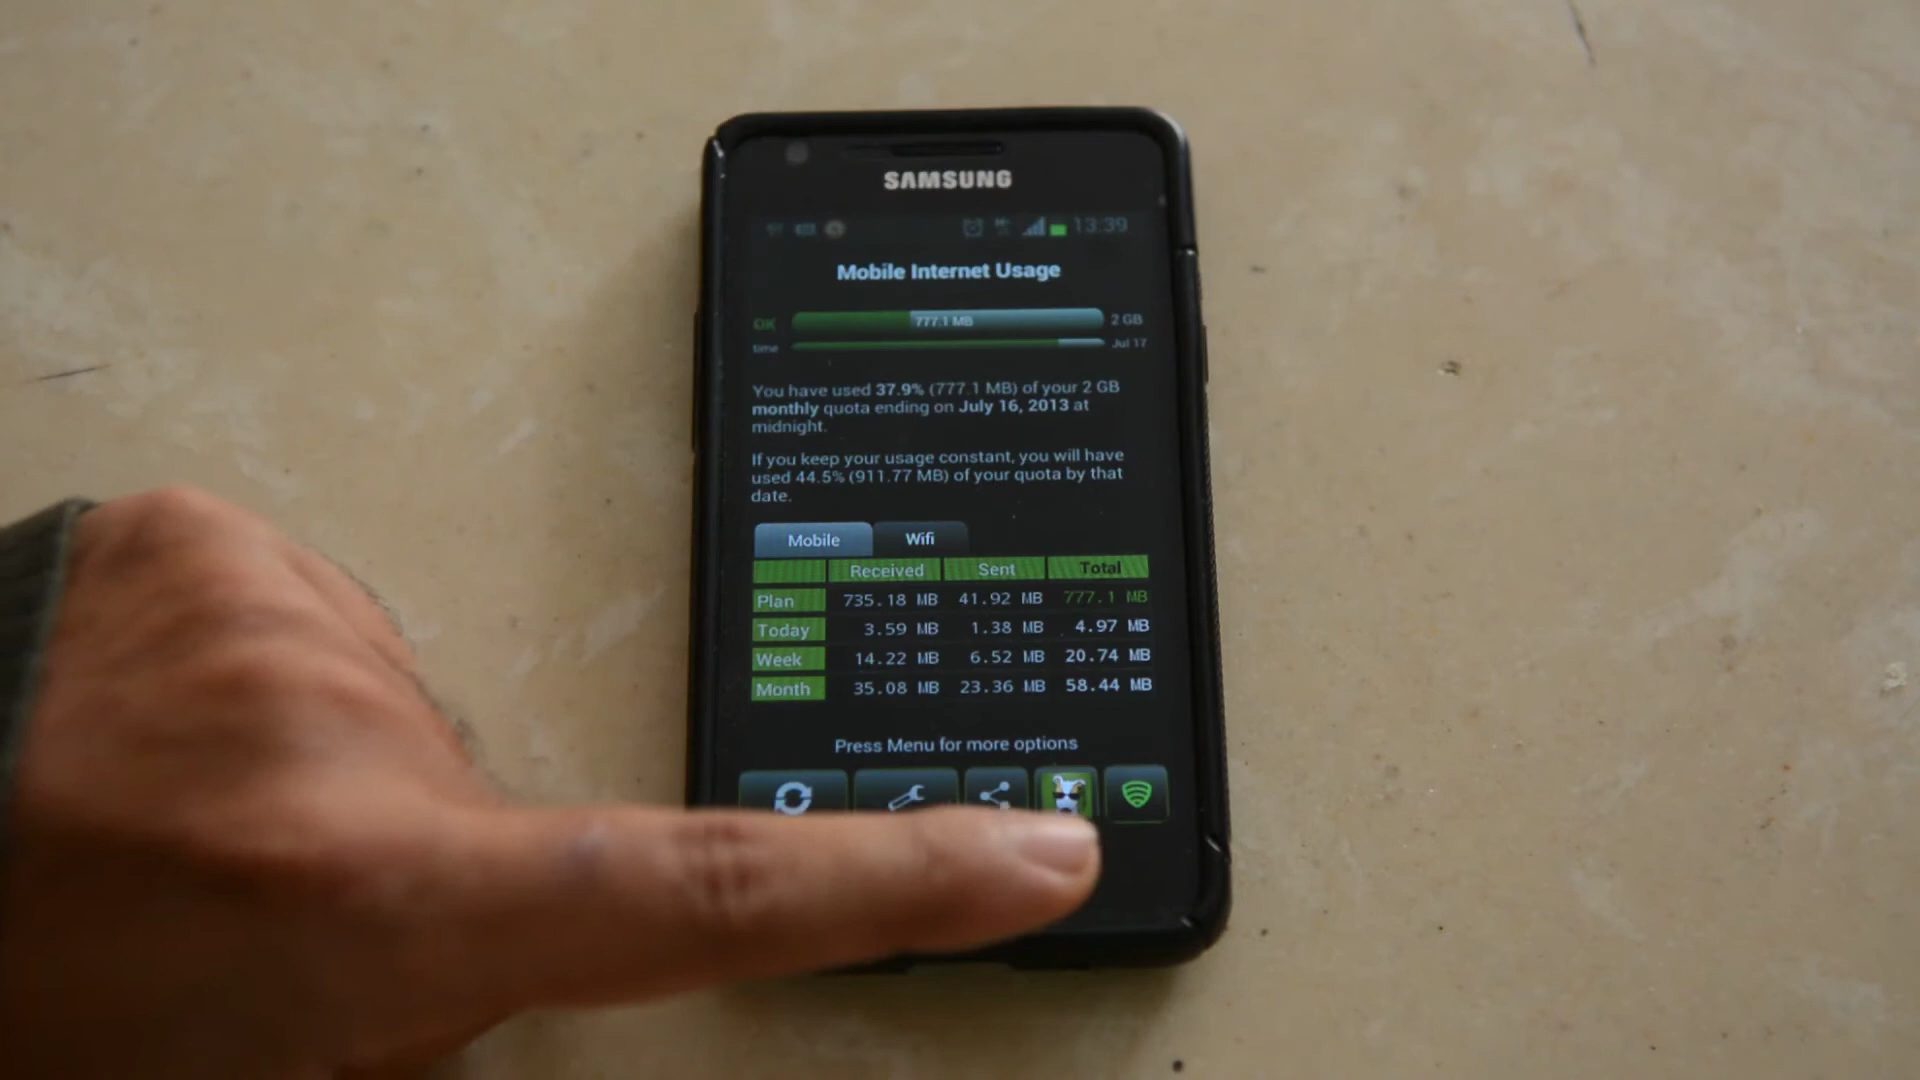 SAMSUNG
13:39
Mobile Internet Usage
OK 777.1 MB 2 GB
time Jul 17
You have used 37.9% (777.1 MB) of your 2 GB
monthly quota ending on July 16, 2013 at
midnight.
If you keep your usage constant, you will have
used 44.5% (911.77 MB) of your quota by that
date.
Mobile Wifi
Received Sent Total
Plan 735.18 MB 41.92 MB 777.1 MB
Today 3.59 MB 1.38 MB 4.97 MB
Week 14.22 MB 6.52 MB 20.74 MB
Month 35.08 MB 23.36 MB 58.44 MB
Press Menu for more options